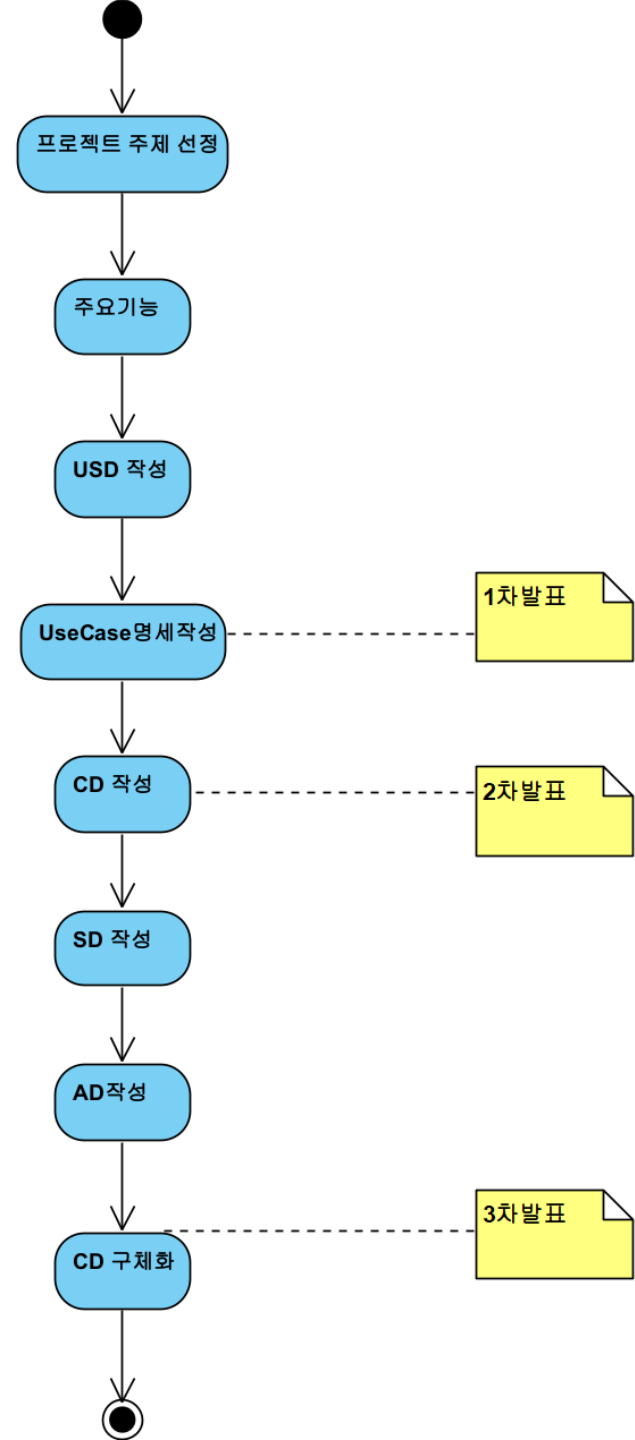 프로젝트 주제 선정
주요기능
USD 작성
UseCase명세작성
1차발표
CD 작성
2차발표
SD 작성
AD작성
3차발표
CD 구체화